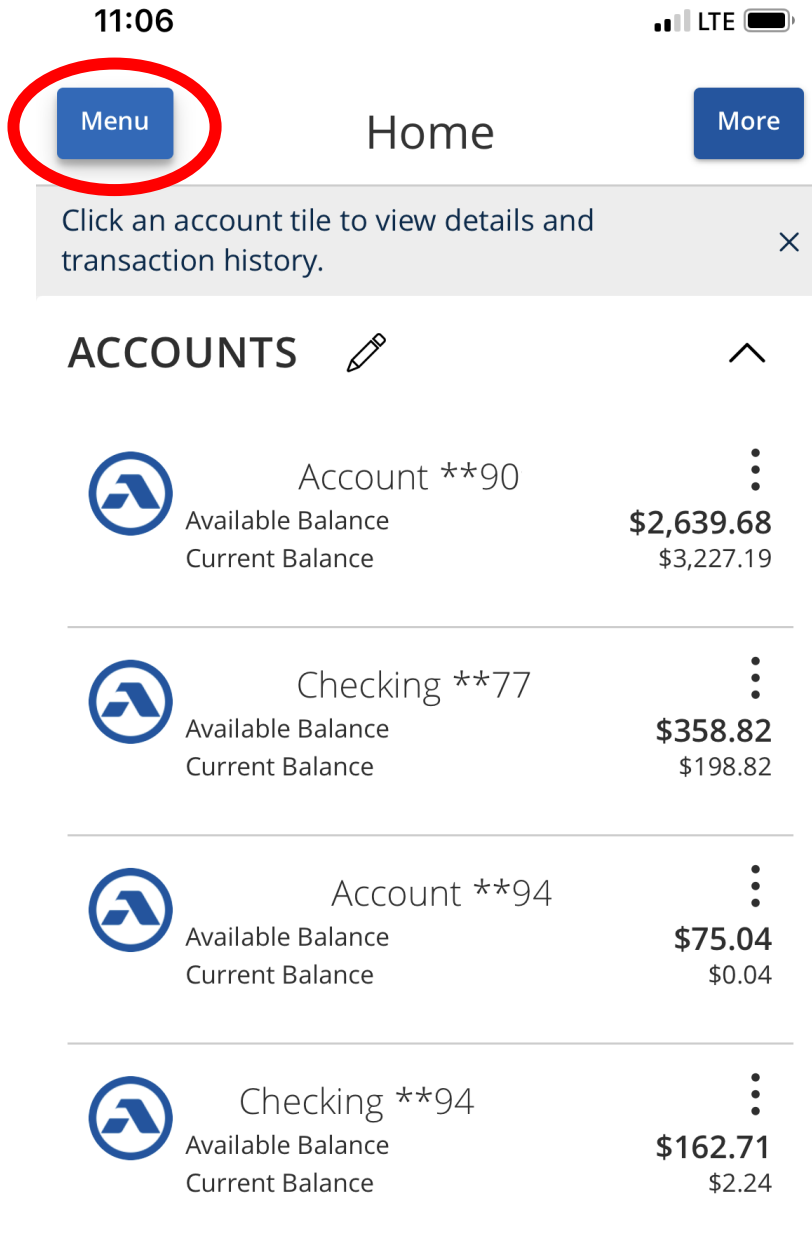 11:06 LTE
Menu Home More
Click an account tile to view details and
transaction history.
ACCOUNTS
Account **90
Available Balance $2,639.68
Current Balance $3,227.19
Checking **77
Available Balance $358.82
Current Balance $198.82
Account **94
Available Balance $75.04
Current Balance $0.04
Checking **94
Available Balance $162.71
Current Balance $2.24